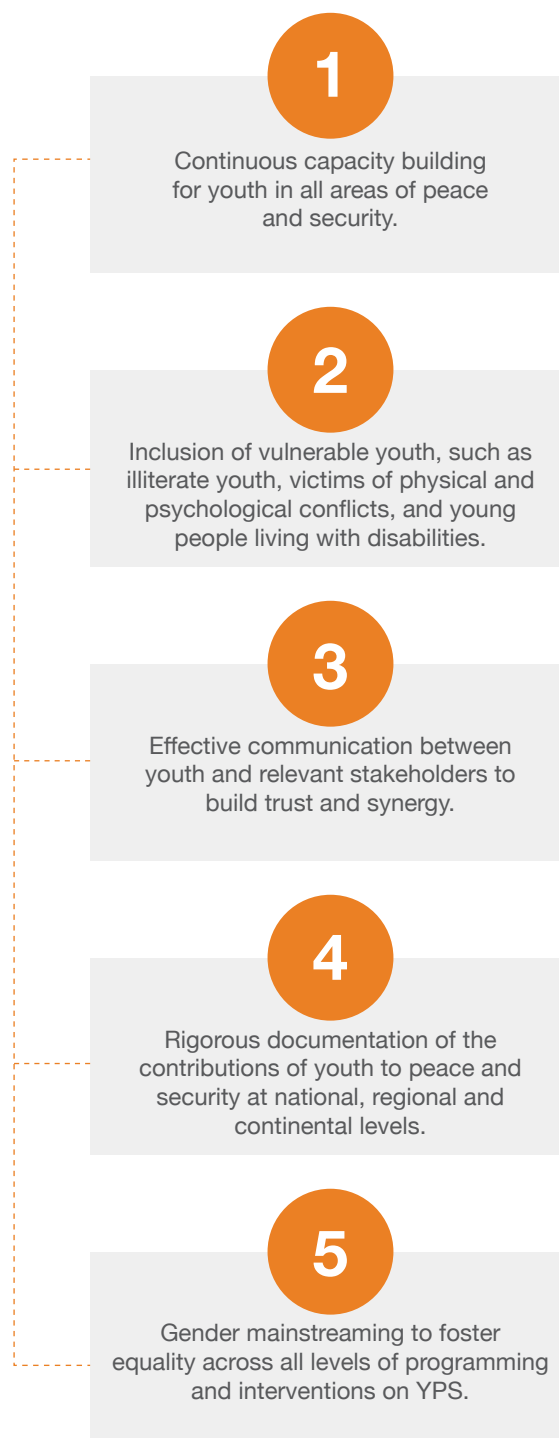 1
Continuous capacity building
for youth in all areas of peace
and security.
2
Inclusion of vulnerable youth, such as
illiterate youth, victims of physical and
psychological conflicts, and young
people living with disabilities.
3
Effective communication between
youth and relevant stakeholders to
build trust and synergy.
4
Rigorous documentation of the
contributions of youth to peace and
security at national, regional and
continental levels.
5
Gender mainstreaming to foster
equality across all levels of programming
and interventions on YPS.